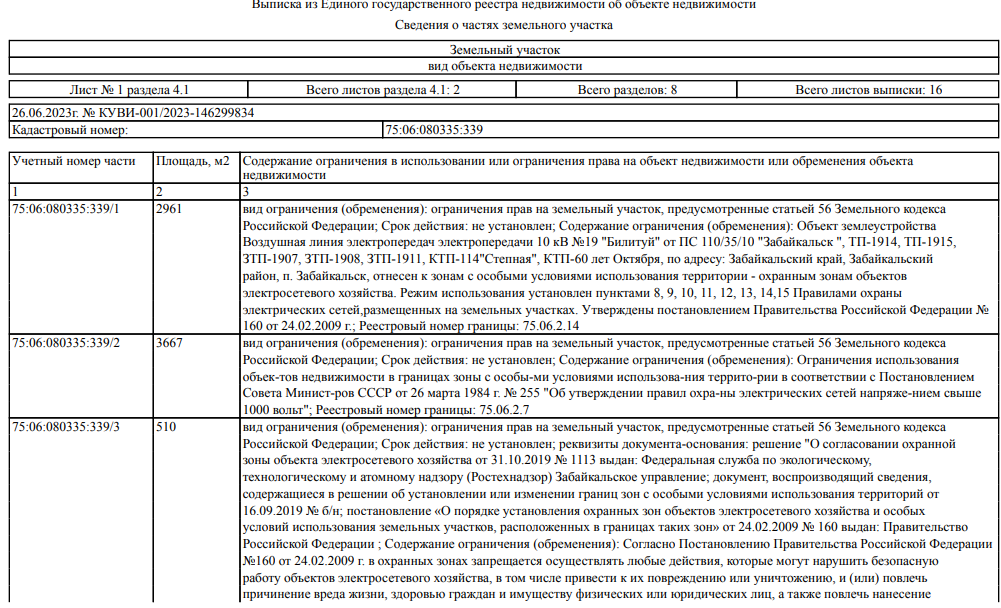 Выписка из Единого государственного реестра недвижимости об объекте недвижимости
Сведения о частях земельного участка
Земельный участок
вид объекта недвижимости
Лист № 1 раздела 4.1 Всего листов раздела 4.1: 2 Всего разделов: 8 Всего листов выписки: 16
26.06.2023г. № КУВИ-001/2023-146299834
Кадастровый номер: 75:06:080335:339
Учетный номер части Площадь, м2 Содержание ограничения в использовании или ограничения права на объект недвижимости или обременения объекта
недвижимости
1 2 3
75:06:080335:339/1 2961 вид ограничения (обременения): ограничения прав на земельный участок, предусмотренные статьей 56 Земельного кодекса
Российской Федерации; Срок действия: не установлен; Содержание ограничения (обременения): Объект землеустройства
Воздушная линия электропередач электропередачи 10 кВ №19 "Билитуй" от ПС 110/35/10 "Забайкальск ", ТП-1914, ТП-1915,
ЗТП-1907, ЗТП-1908, ЗТП-1911, КТП-114"Степная", КТП-60 лет Октября, по адресу: Забайкальский край, Забайкальский
район, п. Забайкальск, отнесен к зонам с особыми условиями использования территории - охранным зонам объектов
электросетевого хозяйства. Режим использования установлен пунктами 8, 9, 10, 11, 12, 13, 14,15 Правилами охраны
электрических сетей,размещенных на земельных участках. Утверждены постановлением Правительства Российской Федерации №
160 от 24.02.2009 г.; Реестровый номер границы: 75.06.2.14
75:06:080335:339/2 3667 вид ограничения (обременения): ограничения прав на земельный участок, предусмотренные статьей 56 Земельного кодекса
Российской Федерации; Срок действия: не установлен; Содержание ограничения (обременения): Ограничения использования
объек-тов недвижимости в границах зоны с особы-ми условиями использова-ния террито-рии в соответствии с Постановлением
Совета Минист-ров СССР от 26 марта 1984 г. № 255 "Об утверждении правил охра-ны электрических сетей напряже-нием свыше
1000 вольт"; Реестровый номер границы: 75.06.2.7
75:06:080335:339/3 510 вид ограничения (обременения): ограничения прав на земельный участок, предусмотренные статьей 56 Земельного кодекса
Российской Федерации; Срок действия: не установлен; реквизиты документа-основания: решение "О согласовании охранной
зоны объекта электросетевого хозяйства от 31.10.2019 № 1113 выдан: Федеральная служба по экологическому,
технологическому и атомному надзору (Ростехнадзор) Забайкальское управление; документ, воспроизводящий сведения,
содержащиеся в решении об установлении или изменении границ зон с особыми условиями использования территорий от
16.09.2019 № б/н; постановление «О порядке установления охранных зон объектов электросетевого хозяйства и особых
условий использования земельных участков, расположенных в границах таких зон» от 24.02.2009 № 160 выдан: Правительство
Российской Федерации ; Содержание ограничения (обременения): Согласно Постановлению Правительства Российской Федерации
№160 от 24.02.2009 г. в охранных зонах запрещается осуществлять любые действия, которые могут нарушить безопасную
работу объектов электросетевого хозяйства, в том числе привести к их повреждению или уничтожению, и (или) повлечь
причинение вреда жизни, здоровью граждан и имуществу физических или юридических лиц, а также повлечь нанесение